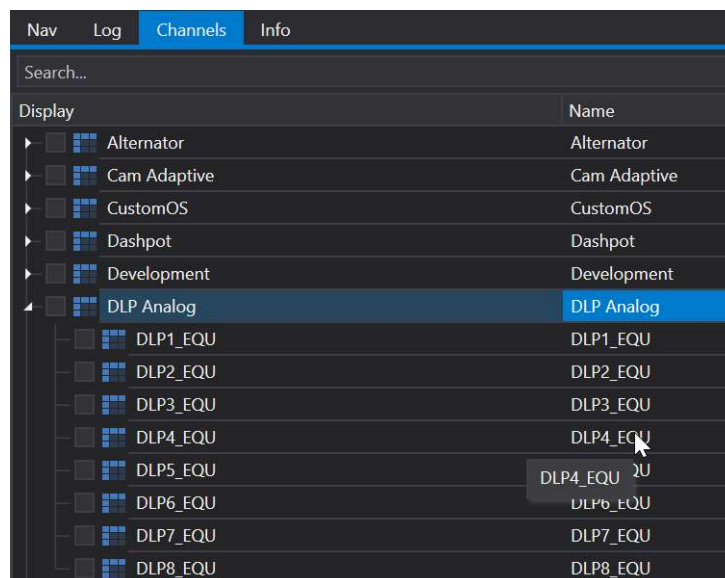 Nav Log Channels Info
Search...
Display Name
Alternator Alternator
Cam Adaptive Cam Adaptive
CustomOS CustomOS
Dashpot Dashpot
Development Development
DLP Analog DLP Analog
DLP1_EQU DLP1_EQU
DLP2_EQU DLP2_EQU
DLP3_EQU DLP3_EQU
DLP4_EQU DLP4_EQU
DLP5_EQU QU
DLP4_EQU
DLP6_EQU DLP6_EQU
DLP7_EQU DLP7_EQU
DLP8_EQU DLP8_EQU